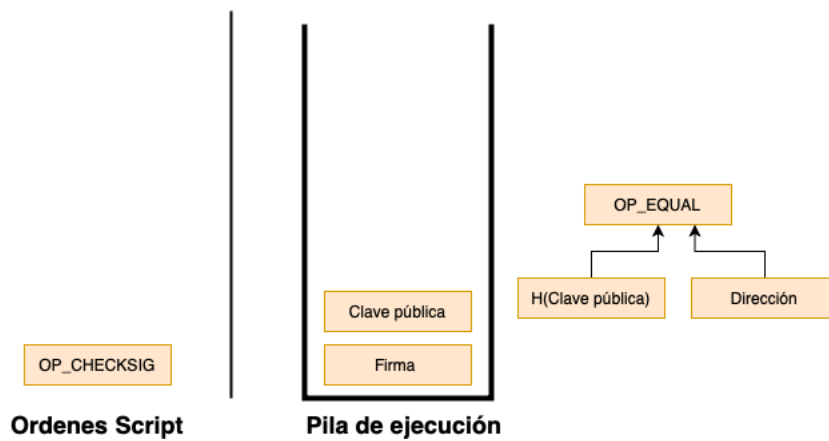 OP_EQUAL
H(Clave pública)
Dirección
Clave pública
OP_CHECKSIG
Firma
Ordenes Script
Pila de ejecución